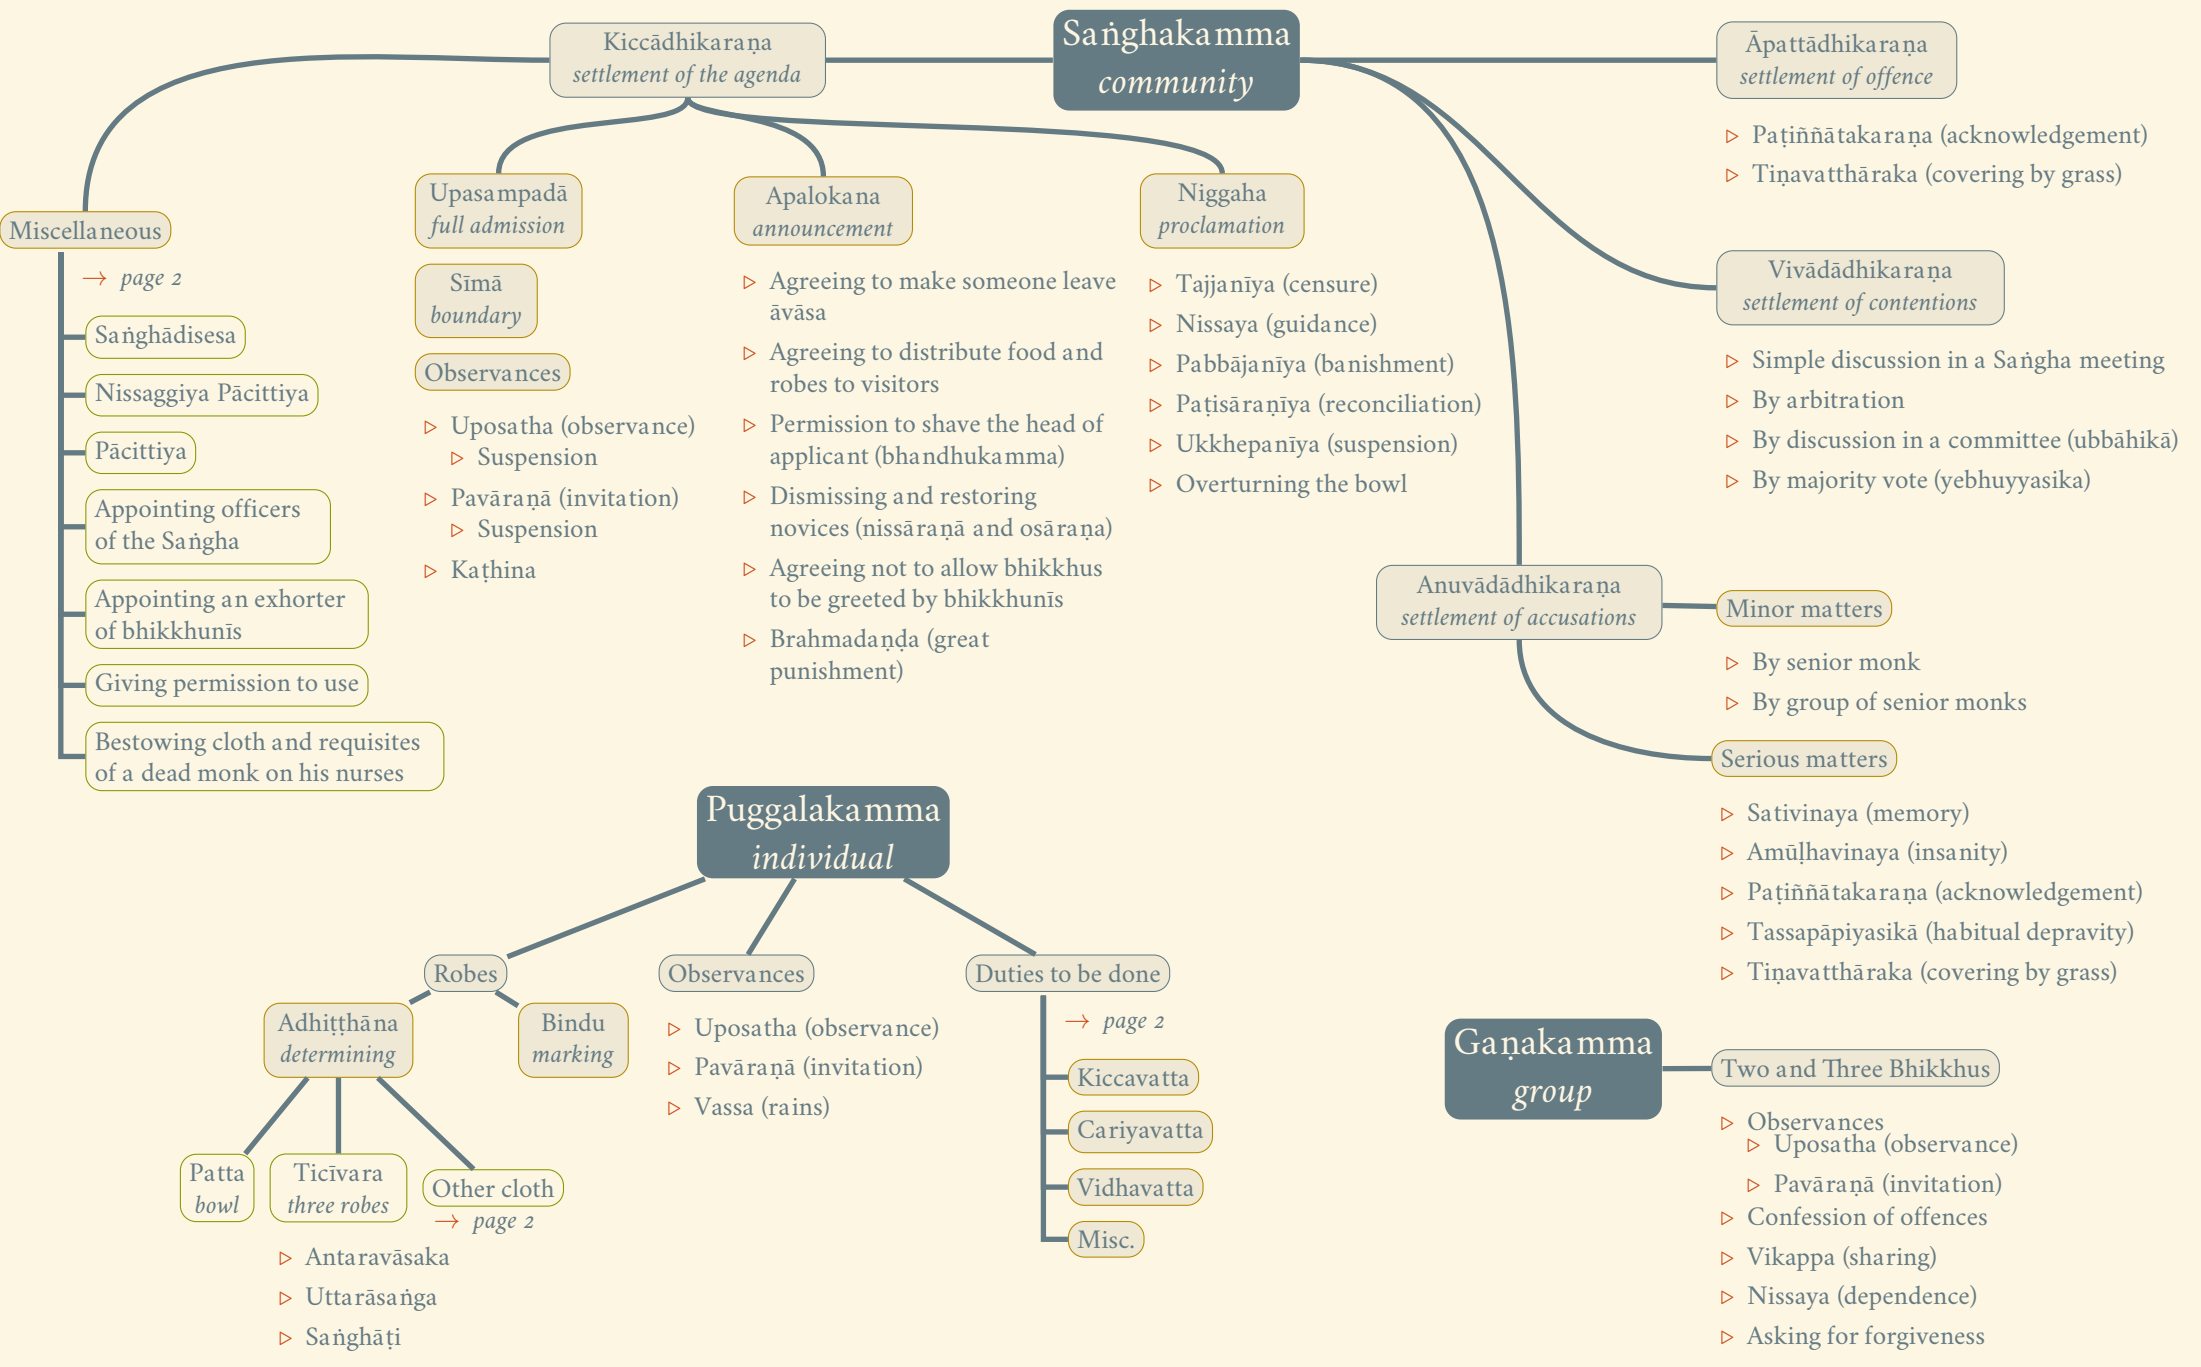 Saṅghakamma
community
Kiccādhikaraṇa
settlement of the agenda
Miscellaneous
→ page 2
Saṅghādisesa
Nissaggiya Pācittiya
Pācittiya
Appointing officers
of the Saṅgha
Appointing an exhorter
of bhikkhunīs
Giving permission to use
Bestowing cloth and requisites
of a dead monk on his nurses
Upasampadā
full admission
Sīmā
boundary
Observances
Uposatha (observance)
Suspension
Pavāraṇā (invitation)
Suspension
Kaṭhina
Apalokana
announcement
Agreeing to make someone leave
āvāsa
Agreeing to distribute food and
robes to visitors
Permission to shave the head of
applicant (bhandhukamma)
Dismissing and restoring
novices (nissāraṇā and osāraṇa)
Agreeing not to allow bhikkhus
to be greeted by bhikkhunīs
Brahmadaṇḍa (great
punishment)
Niggaha
proclamation
Tajjanīya (censure)
Nissaya (guidance)
Pabbājanīya (banishment)
Paṭisāraṇīya (reconciliation)
Ukkhepanīya (suspension)
Overturning the bowl
Āpattādhikaraṇa
settlement of offence
Paṭiññātakaraṇa (acknowledgement)
Tiṇavatthāraka (covering by grass)
Vivādādhikaraṇa
settlement of contentions
Simple discussion in a Saṅgha meeting
By arbitration
By discussion in a committee (ubbāhikā)
By majority vote (yebhuyyasika)
Anuvādādhikaraṇa
settlement of accusations
Minor matters
By senior monk
By group of senior monks
Serious matters
Sativinaya (memory)
Amūḷhavinaya (insanity)
Paṭiññātakaraṇa (acknowledgement)
Tassapāpiyasikā (habitual depravity)
Tiṇavatthāraka (covering by grass)
Puggalakamma
individual
Robes
Adhiṭṭhāna
determining
Bindu
marking
Patta
bowl
Ticīvara
three robes
Other cloth
→ page 2
Antaravāsaka
Uttarāsaṅga
Saṅghāṭi
Observances
Uposatha (observance)
Pavāraṇā (invitation)
Vassa (rains)
Duties to be done
→ page 2
Kiccavatta
Cariyavatta
Vidhavatta
Misc.
Gaṇakamma
group
Two and Three Bhikkhus
Observances
Uposatha (observance)
Pavāraṇā (invitation)
Confession of offences
Vikappa (sharing)
Nissaya (dependence)
Asking for forgiveness